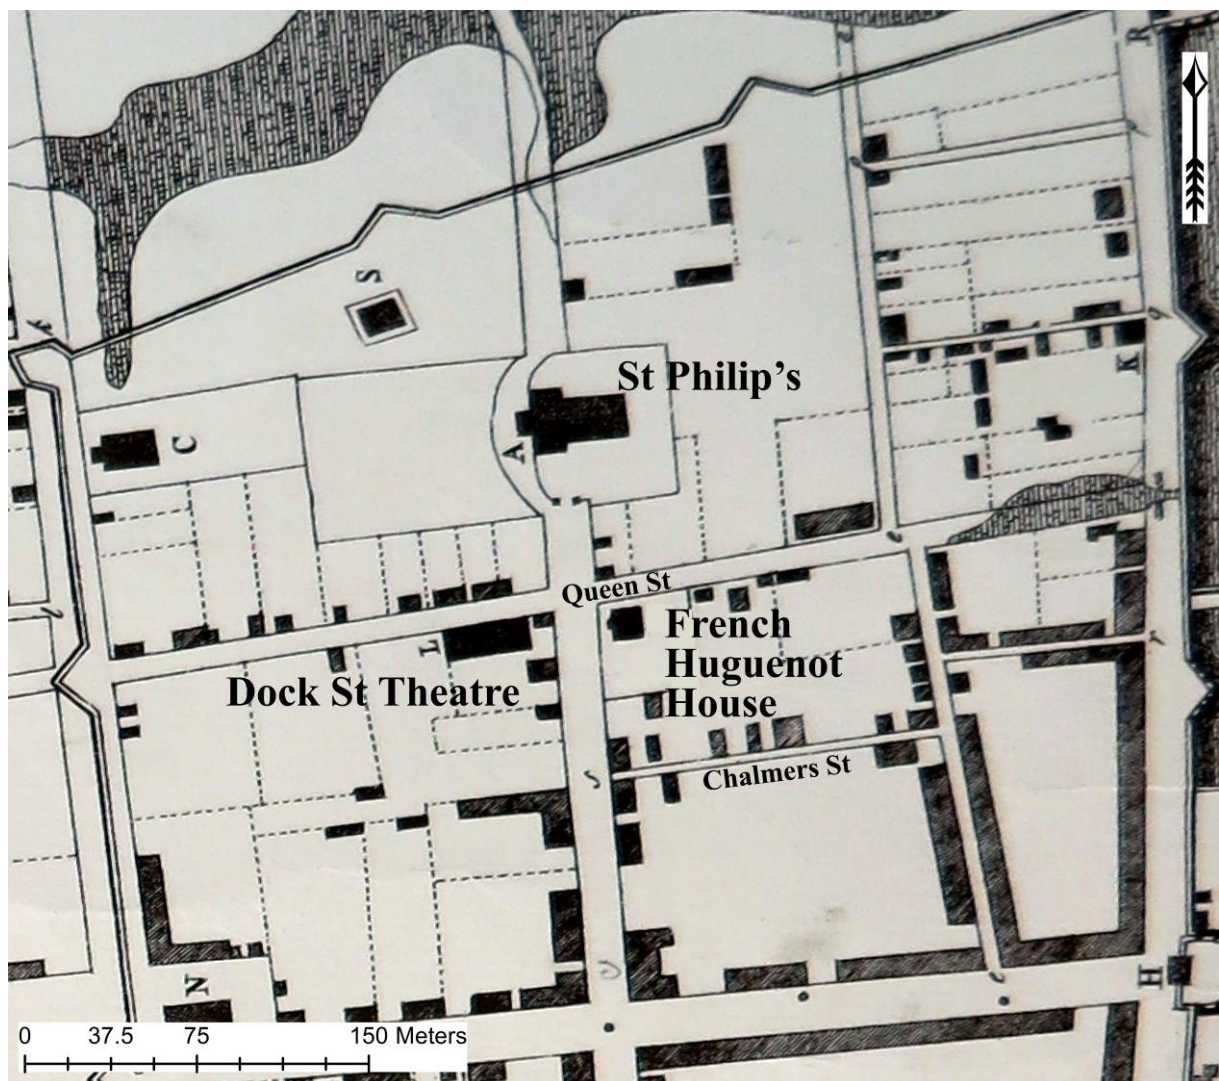 R
S
St Philip's
K
C
A
Queen St
French
Huguenot
House
L
Dock St Theatre
Chalmers St
H
N
0 37.5 75 150 Meters